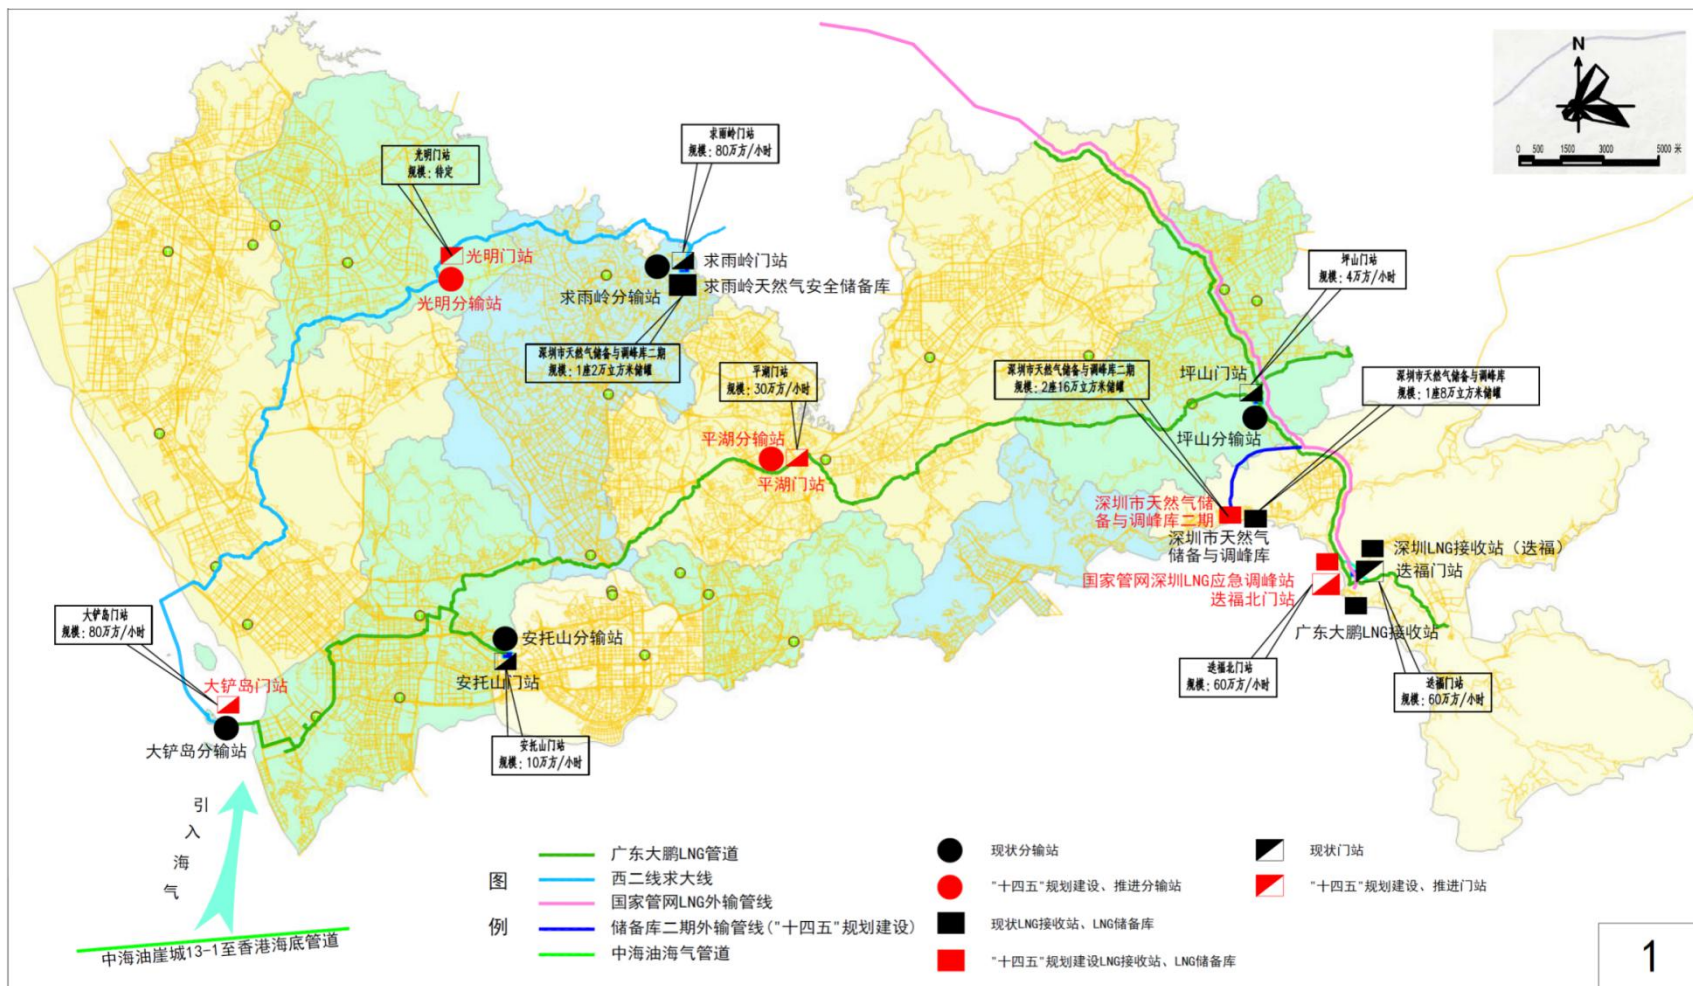 N
0 500 1500 3000 5000 米
求雨岭门站
规模：80万方/小时
光明门站
规模：待定
光明门站
光明分输站
求雨岭门站
求雨岭分输站
求雨岭天然气安全储备库
坪山门站
规模：4万方/小时
深圳市天然气储备与调峰库二期
规模：1座2万立方米储罐
平湖门站
规模：30万方/小时
深圳市天然气储备与调峰库二期
规模：2座16万立方米储罐
坪山门站
深圳市天然气储备与调峰库
规模：1座8万立方米储罐
坪山分输站
平湖分输站
平湖门站
深圳市天然气储
备与调峰库二期
深圳市天然气
储备与调峰库
深圳LNG接收站（迭福）
迭福门站
国家管网深圳LNG应急调峰站
迭福北门站
广东大鹏LNG接收站
大铲岛门站
规模：80万方/小时
安托山分输站
安托山门站
迭福北门站
规模：60万方/小时
迭福门站
规模：60万方/小时
大铲岛门站
大铲岛分输站
安托山门站
规模：10万方/小时
引
入
海
气
中海油崖城13-1至香港海底管道
图
例
广东大鹏LNG管道
西二线求大线
国家管网LNG外输管线
储备库二期外输管线("十四五"规划建设)
中海油海气管道
现状分输站
"十四五"规划建设、推进分输站
现状LNG接收站、LNG储备库
"十四五"规划建设LNG接收站、LNG储备库
现状门站
"十四五"规划建设、推进门站
1